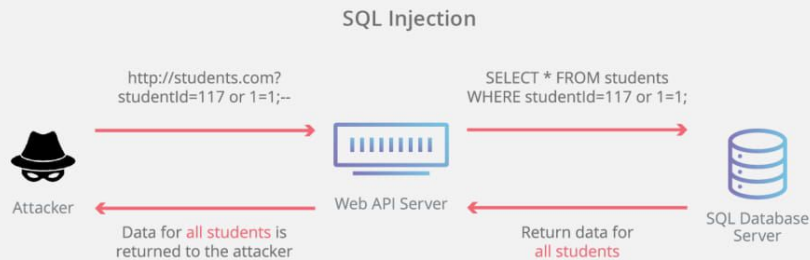 SQL Injection
http://students.com?
studentId=117 or 1=1;--
SELECT * FROM students
WHERE studentId=117 or 1=1;
Attacker
Web API Server
SQL Database
Server
Data for all students is
returned to the attacker
Return data for
all students